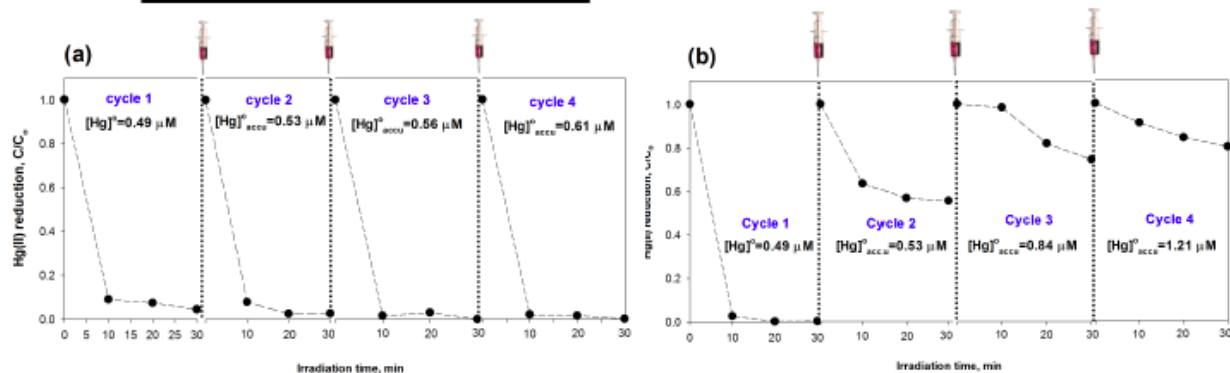 (a)
cycle 1
[Hg]°=0.49 μM
cycle 2
[Hg]°accu=0.53 μM
cycle 3
[Hg]°accu=0.56 μM
cycle 4
[Hg]°accu=0.61 μM
Hg(II) reduction, C/C₀
1.0
0.8
0.6
0.4
0.2
0.0
0 5 10 15 20 25 30 10 20 30 10 20 30 10 20 30
Irradiation time, min
(b)
Cycle 1
[Hg]°=0.49 μM
Cycle 2
[Hg]°accu=0.53 μM
Cycle 3
[Hg]°accu=0.84 μM
Cycle 4
[Hg]°accu=1.21 μM
Hg(II) reduction, C/C₀
1.0
0.8
0.6
0.4
0.2
0.0
0 10 20 30 10 20 30 10 20 30 10 20 30
Irradiation time, min